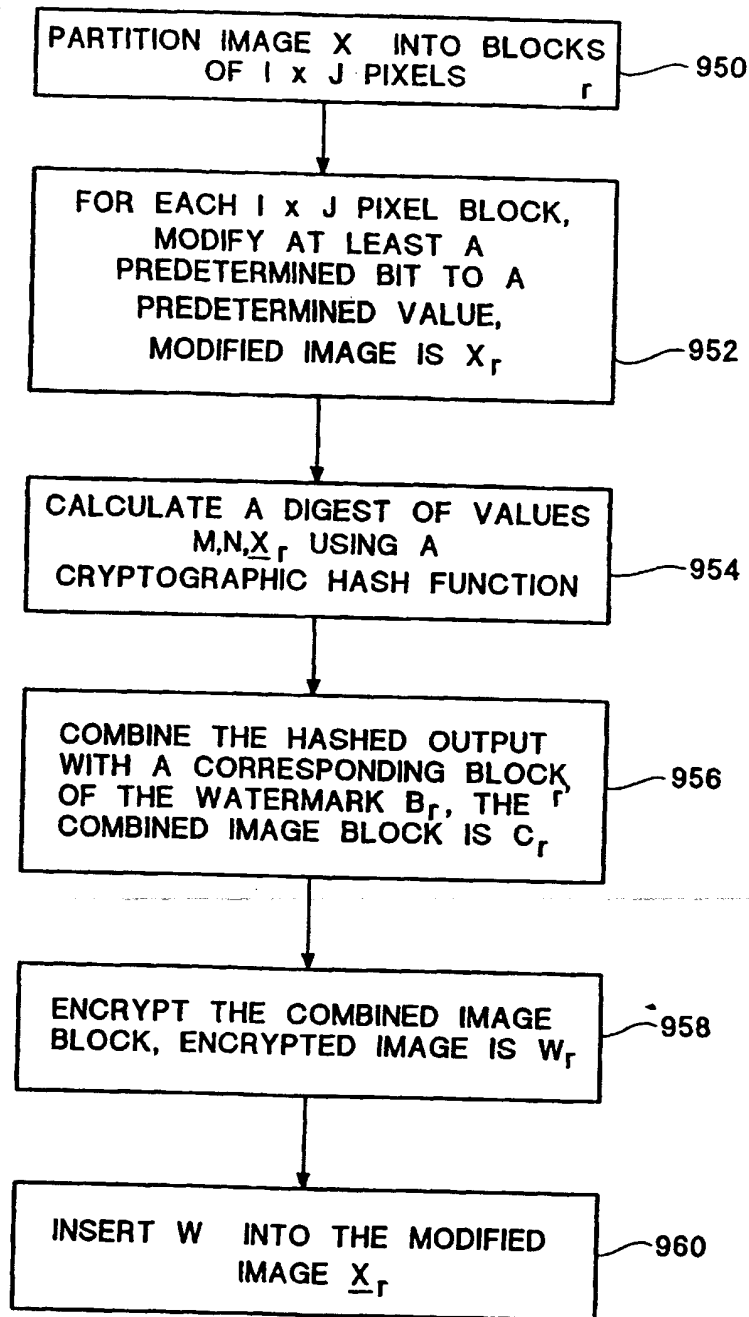 PARTITION IMAGE X INTO BLOCKS
OF I x J PIXELS r
950
FOR EACH I x J PIXEL BLOCK,
MODIFY AT LEAST A
PREDETERMINED BIT TO A
PREDETERMINED VALUE,
MODIFIED IMAGE IS Xr
952
CALCULATE A DIGEST OF VALUES
M,N,X r USING A
CRYPTOGRAPHIC HASH FUNCTION
954
COMBINE THE HASHED OUTPUT
WITH A CORRESPONDING BLOCK, r
OF THE WATERMARK Br, THE
COMBINED IMAGE BLOCK IS Cr
956
ENCRYPT THE COMBINED IMAGE
BLOCK, ENCRYPTED IMAGE IS Wr
958
INSERT W INTO THE MODIFIED
IMAGE X r
960